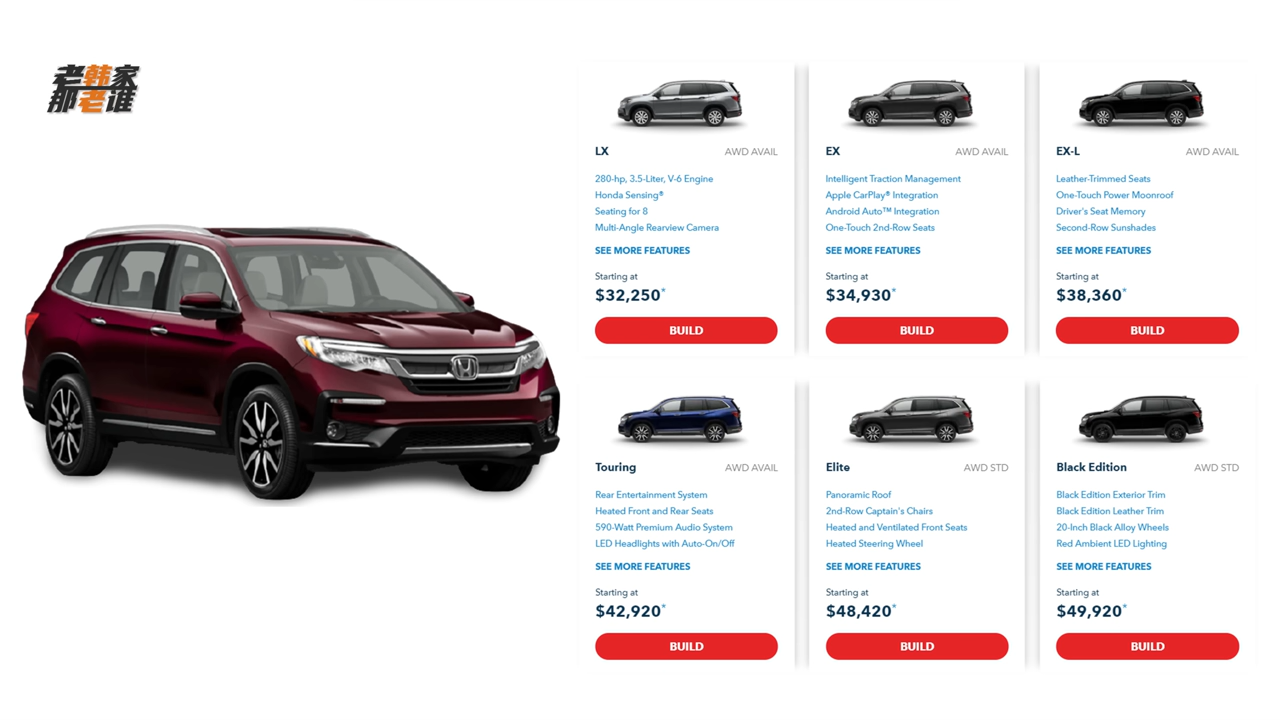 老韩家
那老谁
LX AWD AVAIL
280-hp, 3.5-Liter, V-6 Engine
Honda Sensing®
Seating for 8
Multi-Angle Rearview Camera
SEE MORE FEATURES
Starting at
$32,250*
BUILD
EX AWD AVAIL
Intelligent Traction Management
Apple CarPlay® Integration
Android Auto™ Integration
One-Touch 2nd-Row Seats
SEE MORE FEATURES
Starting at
$34,930*
BUILD
EX-L AWD AVAIL
Leather-Trimmed Seats
One-Touch Power Moonroof
Driver's Seat Memory
Second-Row Sunshades
SEE MORE FEATURES
Starting at
$38,360*
BUILD
Touring AWD AVAIL
Rear Entertainment System
Heated Front and Rear Seats
590-Watt Premium Audio System
LED Headlights with Auto-On/Off
SEE MORE FEATURES
Starting at
$42,920*
BUILD
Elite AWD STD
Panoramic Roof
2nd-Row Captain's Chairs
Heated and Ventilated Front Seats
Heated Steering Wheel
SEE MORE FEATURES
Starting at
$48,420*
BUILD
Black Edition AWD STD
Black Edition Exterior Trim
Black Edition Leather Trim
20-Inch Black Alloy Wheels
Red Ambient LED Lighting
SEE MORE FEATURES
Starting at
$49,920*
BUILD